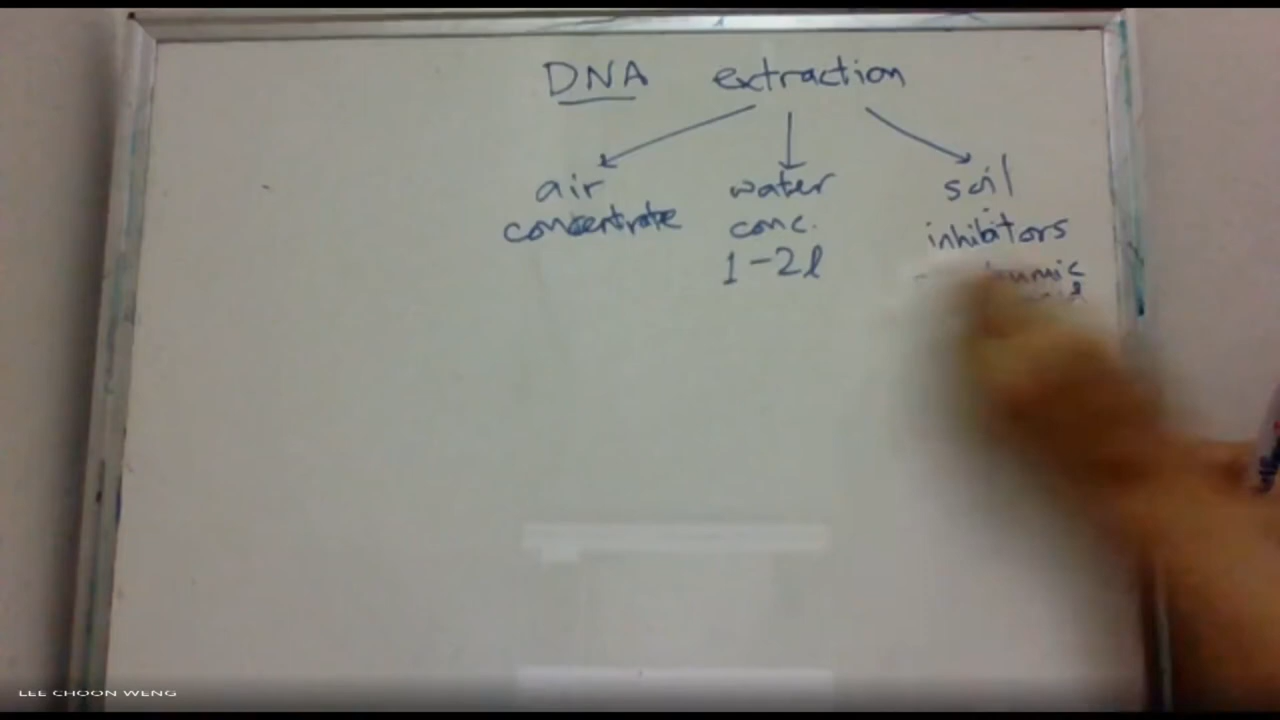 DNA extraction
air water soil
concentrate conc. inhibitors
1-2l
LEE CHOON WENG